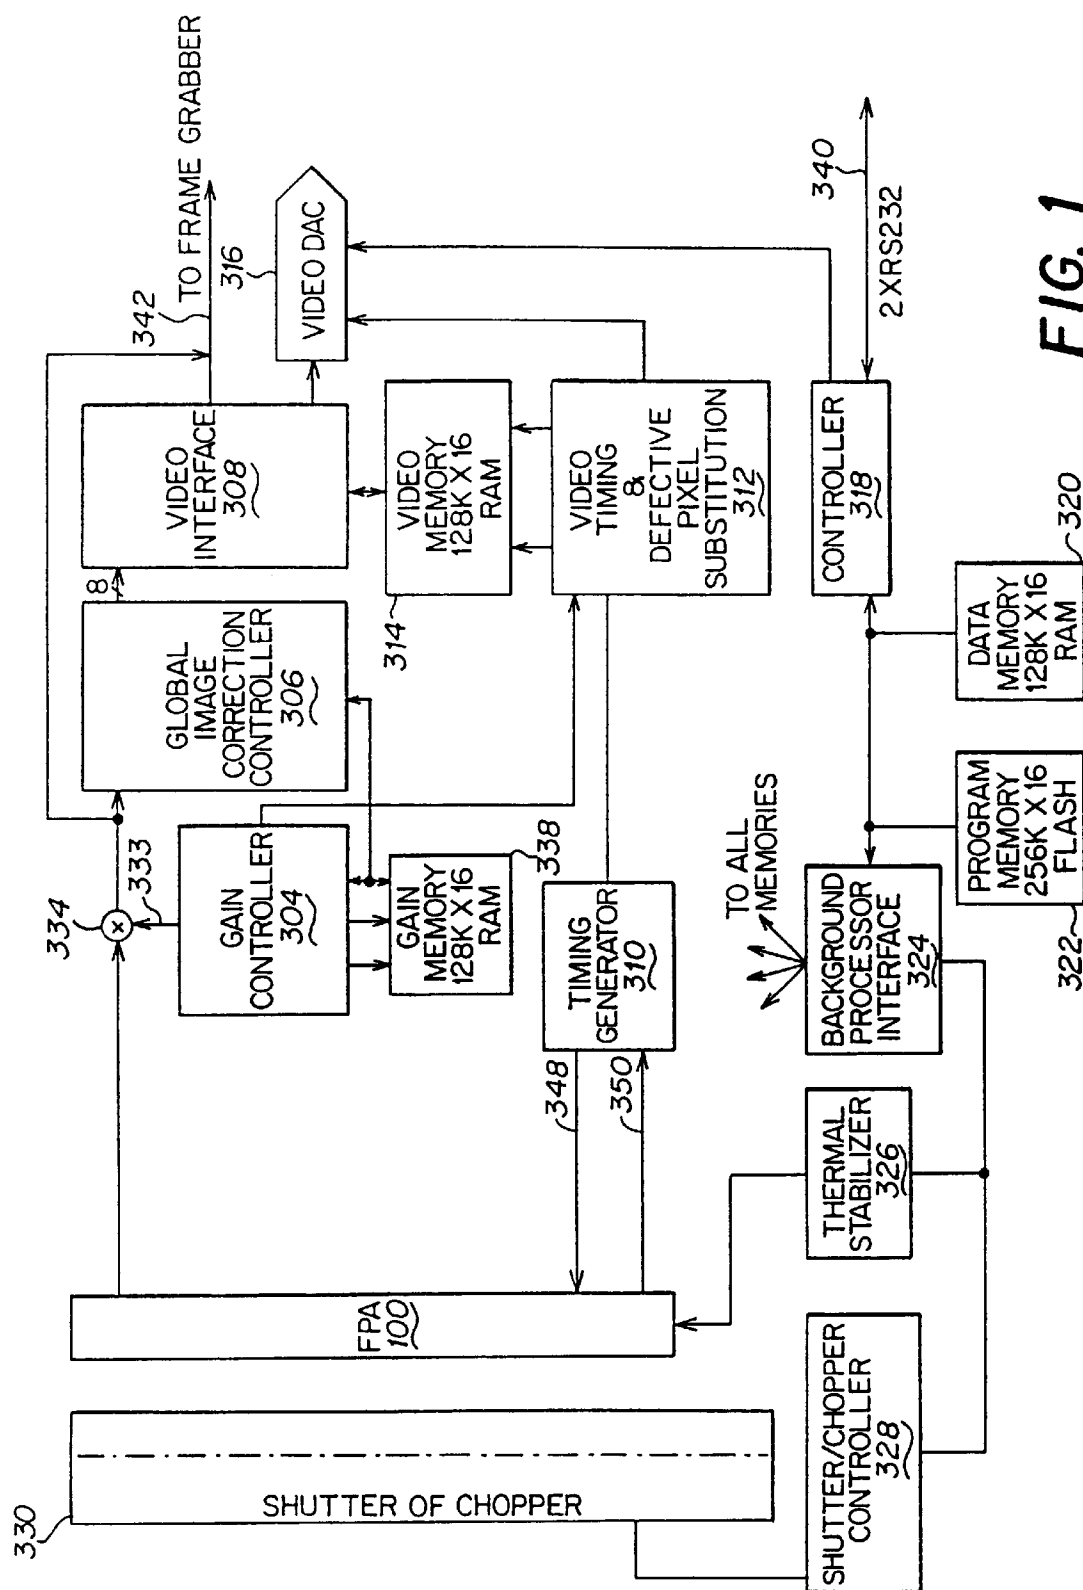 330
SHUTTER OF CHOPPER
FPA
100
334
333
GAIN
CONTROLLER
304
GAIN
MEMORY
128K X 16
RAM
338
GLOBAL
IMAGE
CORRECTION
CONTROLLER
306
8
VIDEO
INTERFACE
308
342
TO FRAME GRABBER
316
VIDEO DAC
VIDEO
MEMORY
128K X 16
RAM
314
VIDEO
TIMING
&
DEFECTIVE
PIXEL
SUBSTITUTION
312
348
350
TIMING
GENERATOR
310
SHUTTER/CHOPPER
CONTROLLER
328
THERMAL
STABILIZER
326
BACKGROUND
PROCESSOR
INTERFACE
324
TO ALL
MEMORIES
CONTROLLER
318
340
2XRS232
322
PROGRAM
MEMORY
256K X 16
FLASH
DATA
MEMORY
128K X 16
RAM
320
FIG. 1